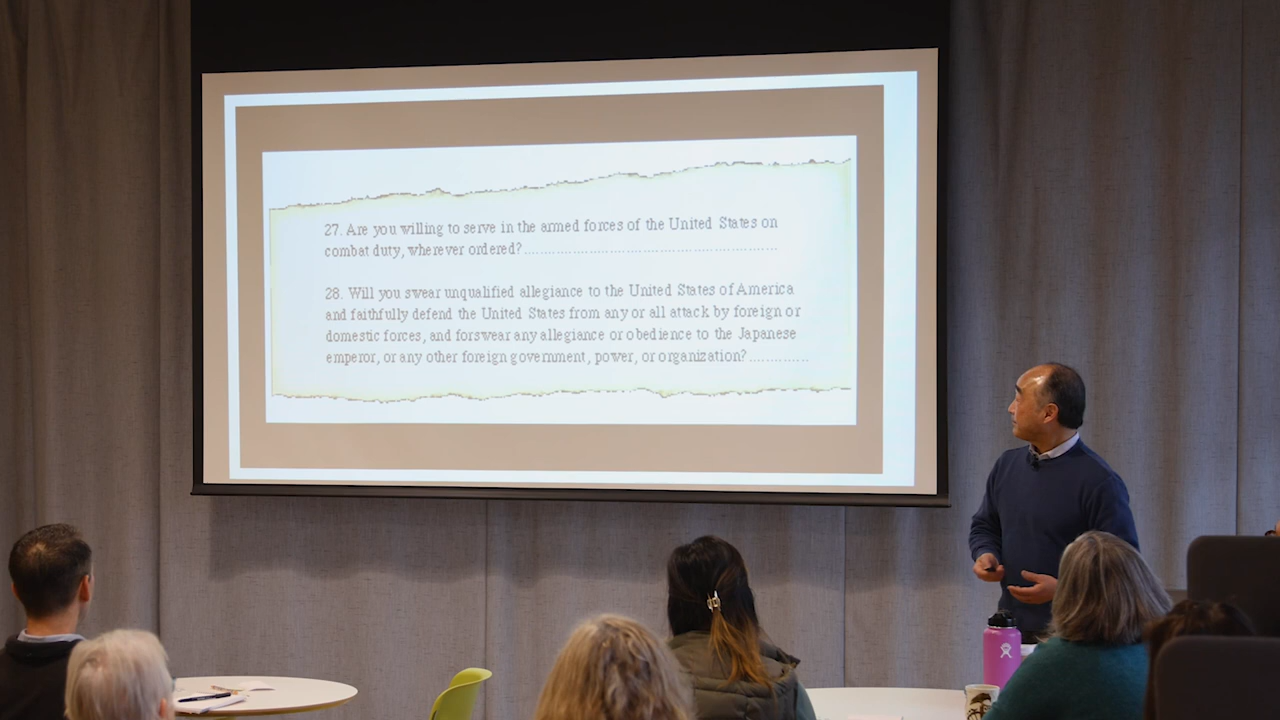 27. Are you willing to serve in the armed forces of the United States on
combat duty, wherever ordered? ..................................................
28. Will you swear unqualified allegiance to the United States of America
and faithfully defend the United States from any or all attack by foreign or
domestic forces, and forswear any allegiance or obedience to the Japanese
emperor, or any other foreign government, power, or organization? .............